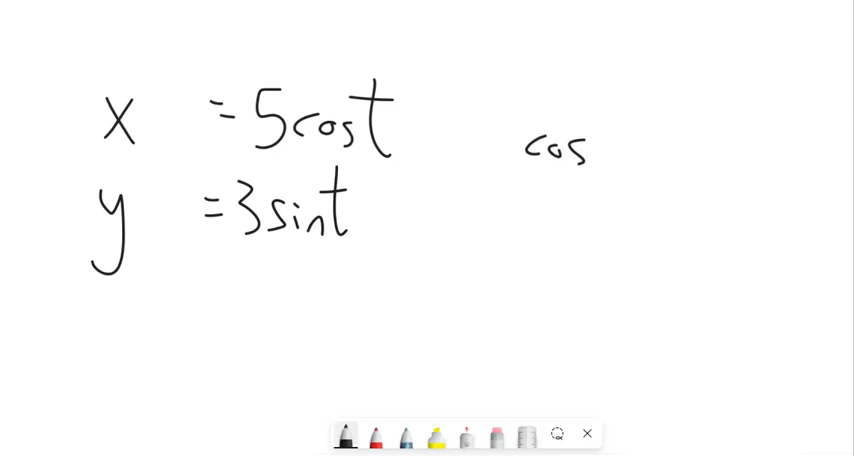 x = 5cost
cos
y = 3sint